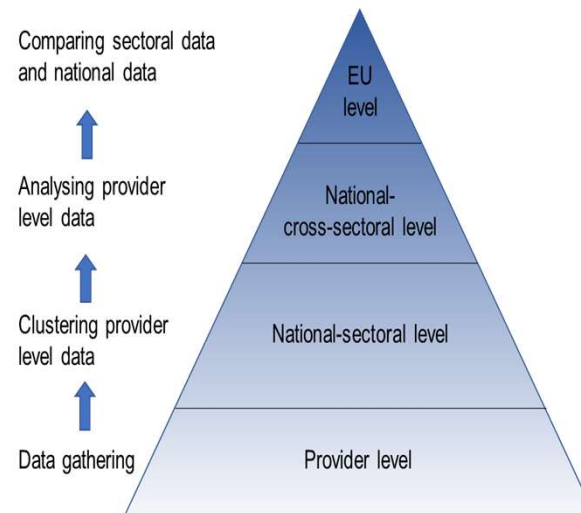 Comparing sectoral data
and national data
EU
level
Analysing provider
level data
National-
cross-sectoral level
Clustering provider
level data
National-sectoral level
Data gathering
Provider level